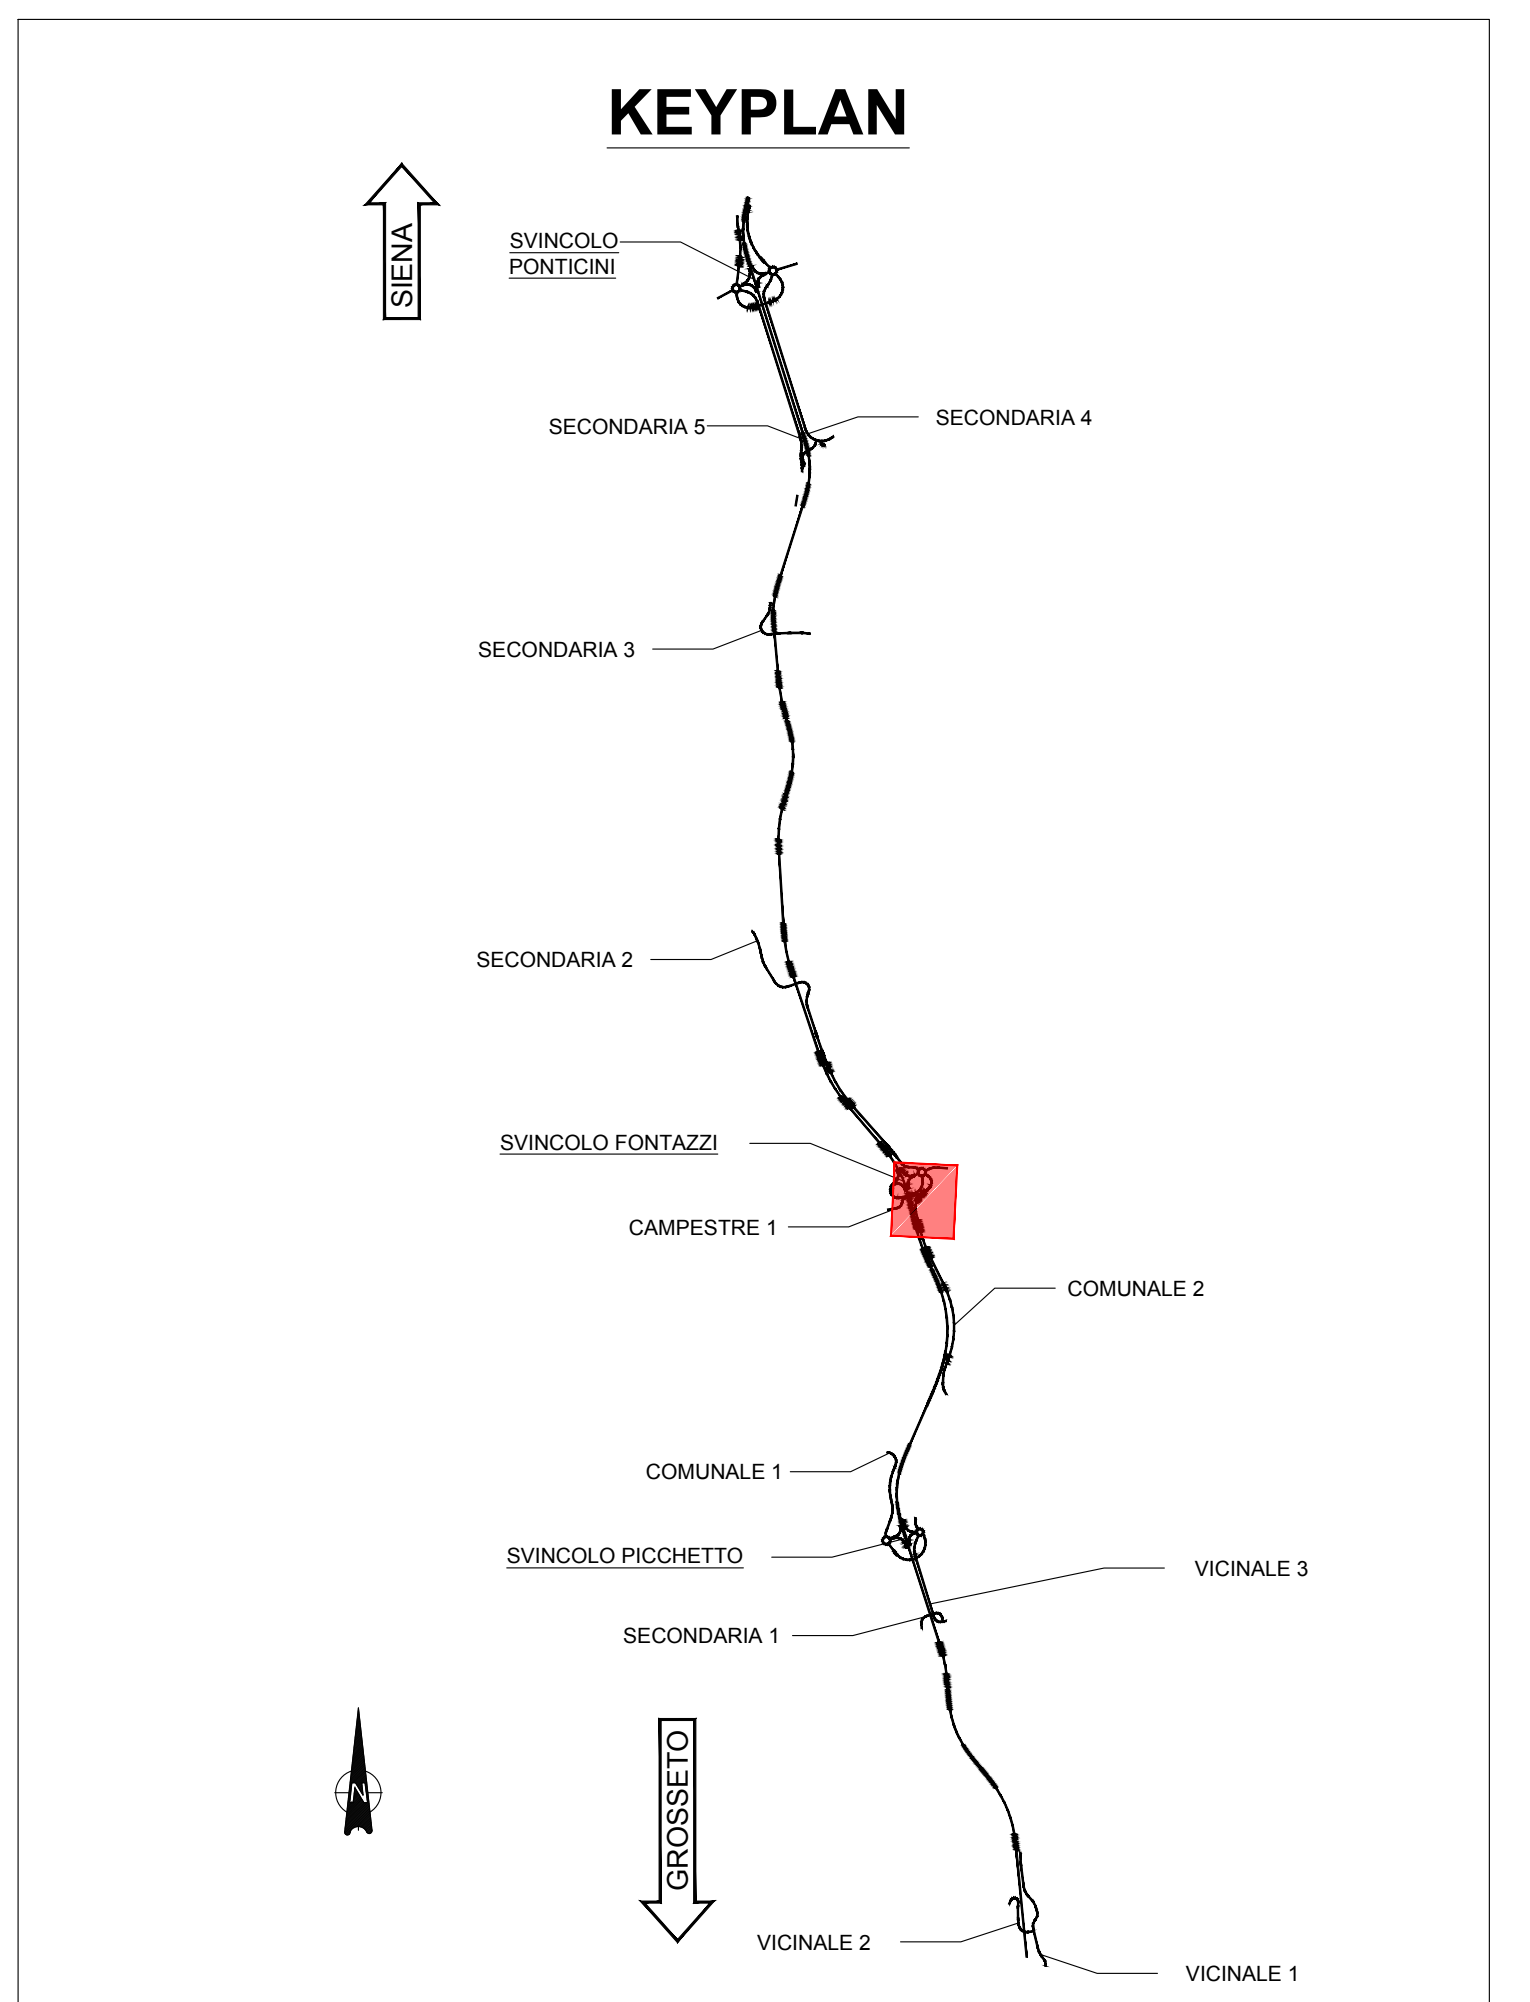 KEYPLAN
SIENA
SVINCOLO
PONTICINI
SECONDARIA 5
SECONDARIA 4
SECONDARIA 3
SECONDARIA 2
SVINCOLO FONTAZZI
CAMPESTRE 1
COMUNALE 2
COMUNALE 1
SVINCOLO PICCHETTO
VICINALE 3
SECONDARIA 1
N
GROSSETO
VICINALE 2
VICINALE 1